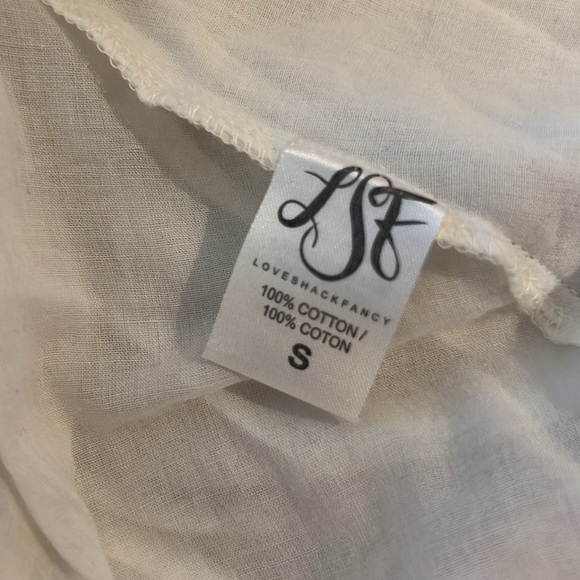 LSF
LOVESHACKFANCY
100% COTTON /
100% COTON
S